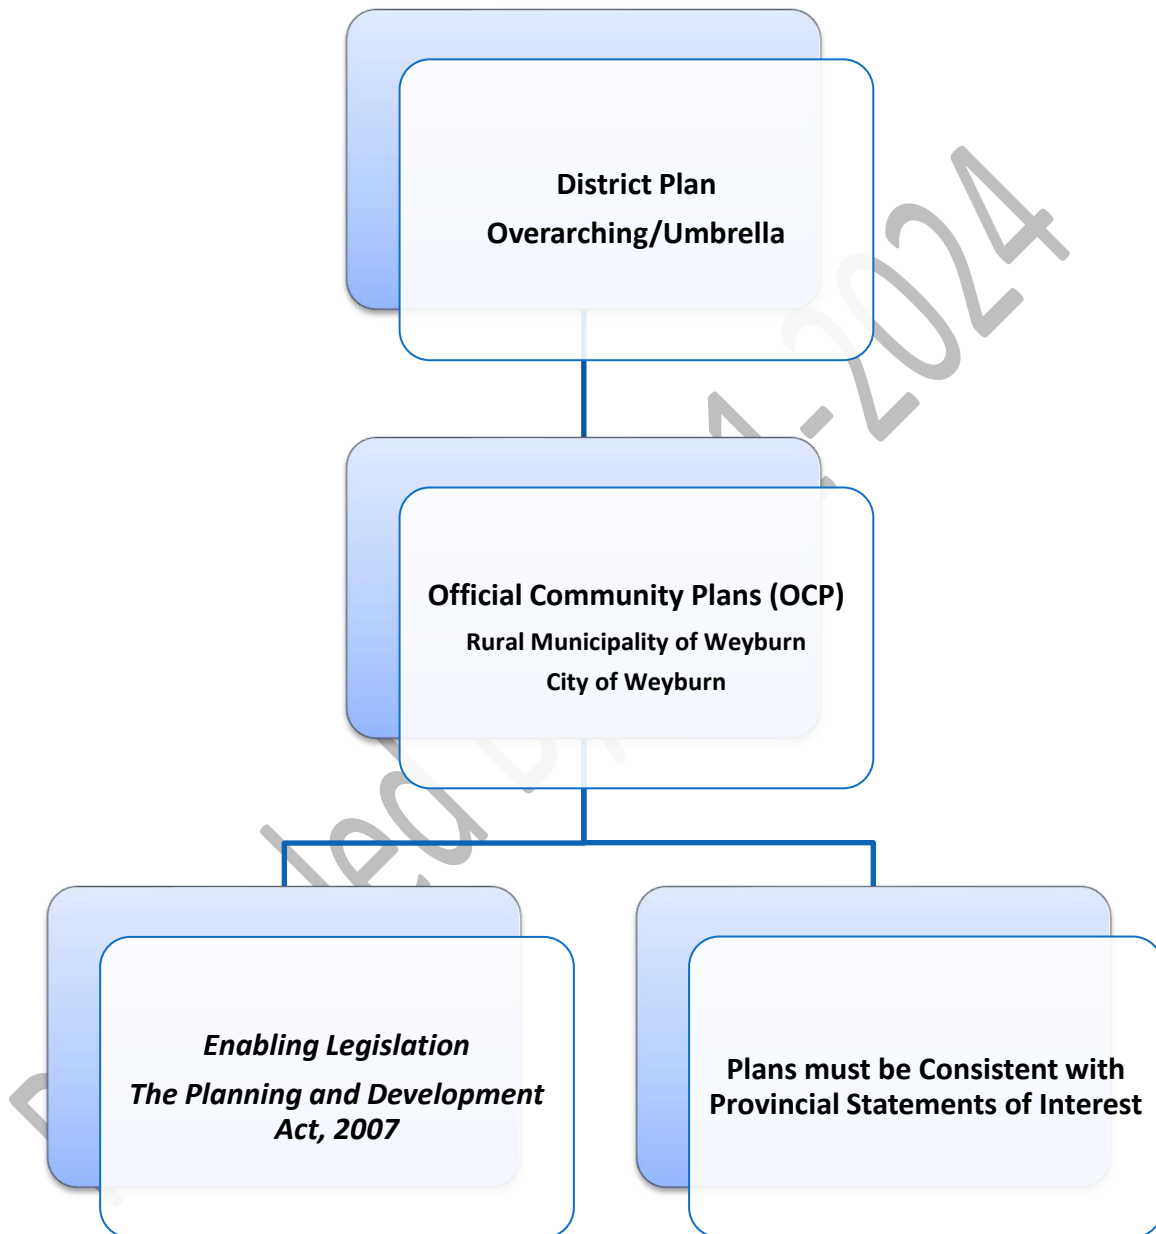 District Plan
Overarching/Umbrella
Official Community Plans (OCP)
Rural Municipality of Weyburn
City of Weyburn
Enabling Legislation
The Planning and Development
Act, 2007
Plans must be Consistent with
Provincial Statements of Interest